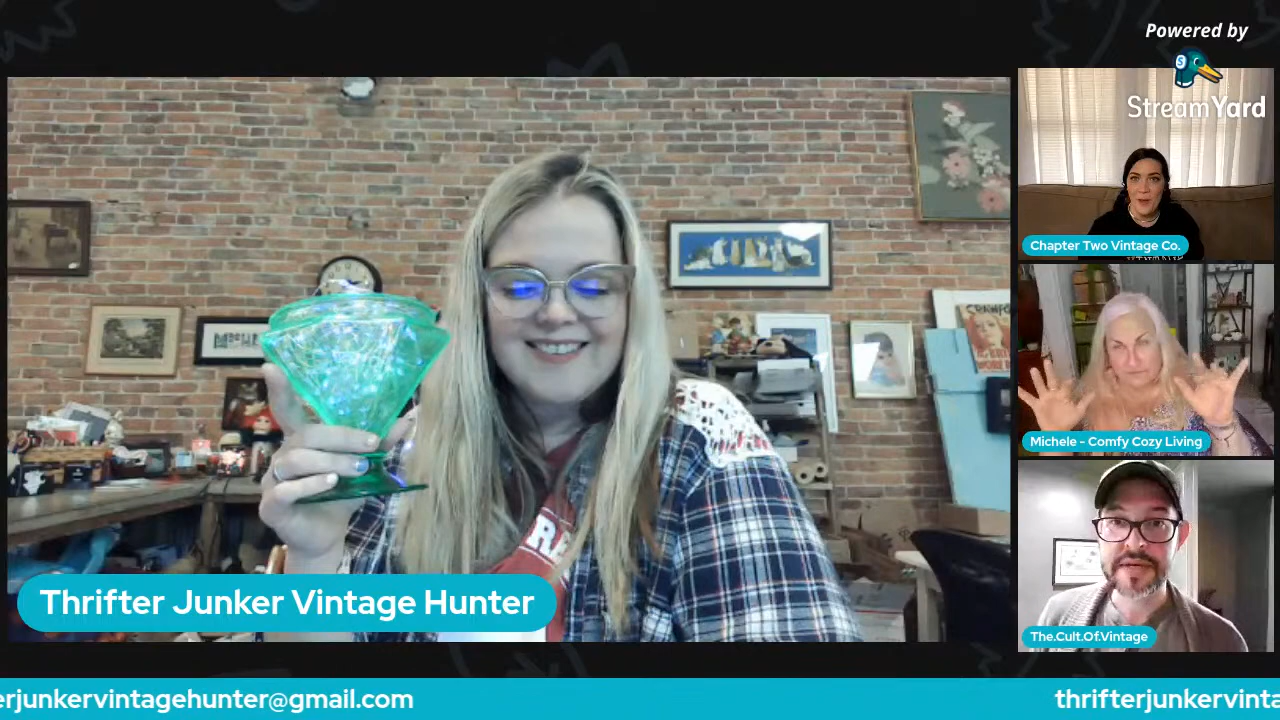 Powered by
StreamYard
Chapter Two Vintage Co.
Michele - Comfy Cozy Living
The.Cult.Of.Vintage
Thrifter Junker Vintage Hunter
erjunkervintagehunter@gmail.com
thrifterjunkervinta
CRAWFO